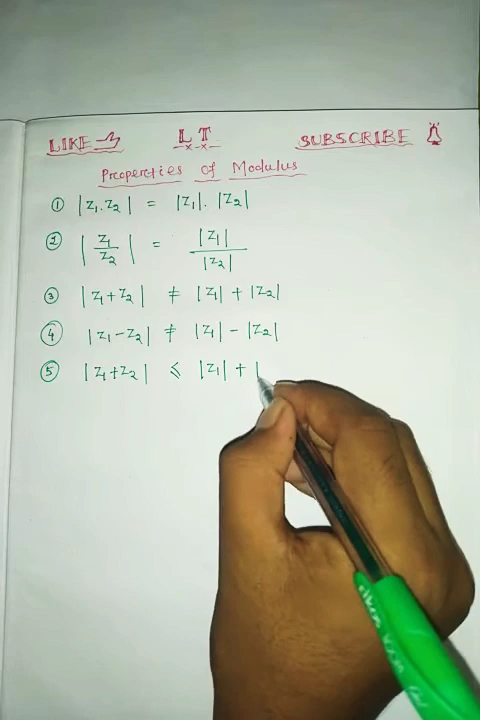 LIKE LT SUBSCRIBE
Properties of Modulus
① |z₁.z₂| = |z₁|.|z₂|
② |z₁/z₂| = |z₁|/|z₂|
③ |z₁+z₂| ≠ |z₁|+|z₂|
④ |z₁-z₂| ≠ |z₁|-|z₂|
⑤ |z₁+z₂| ≤ |z₁|+|